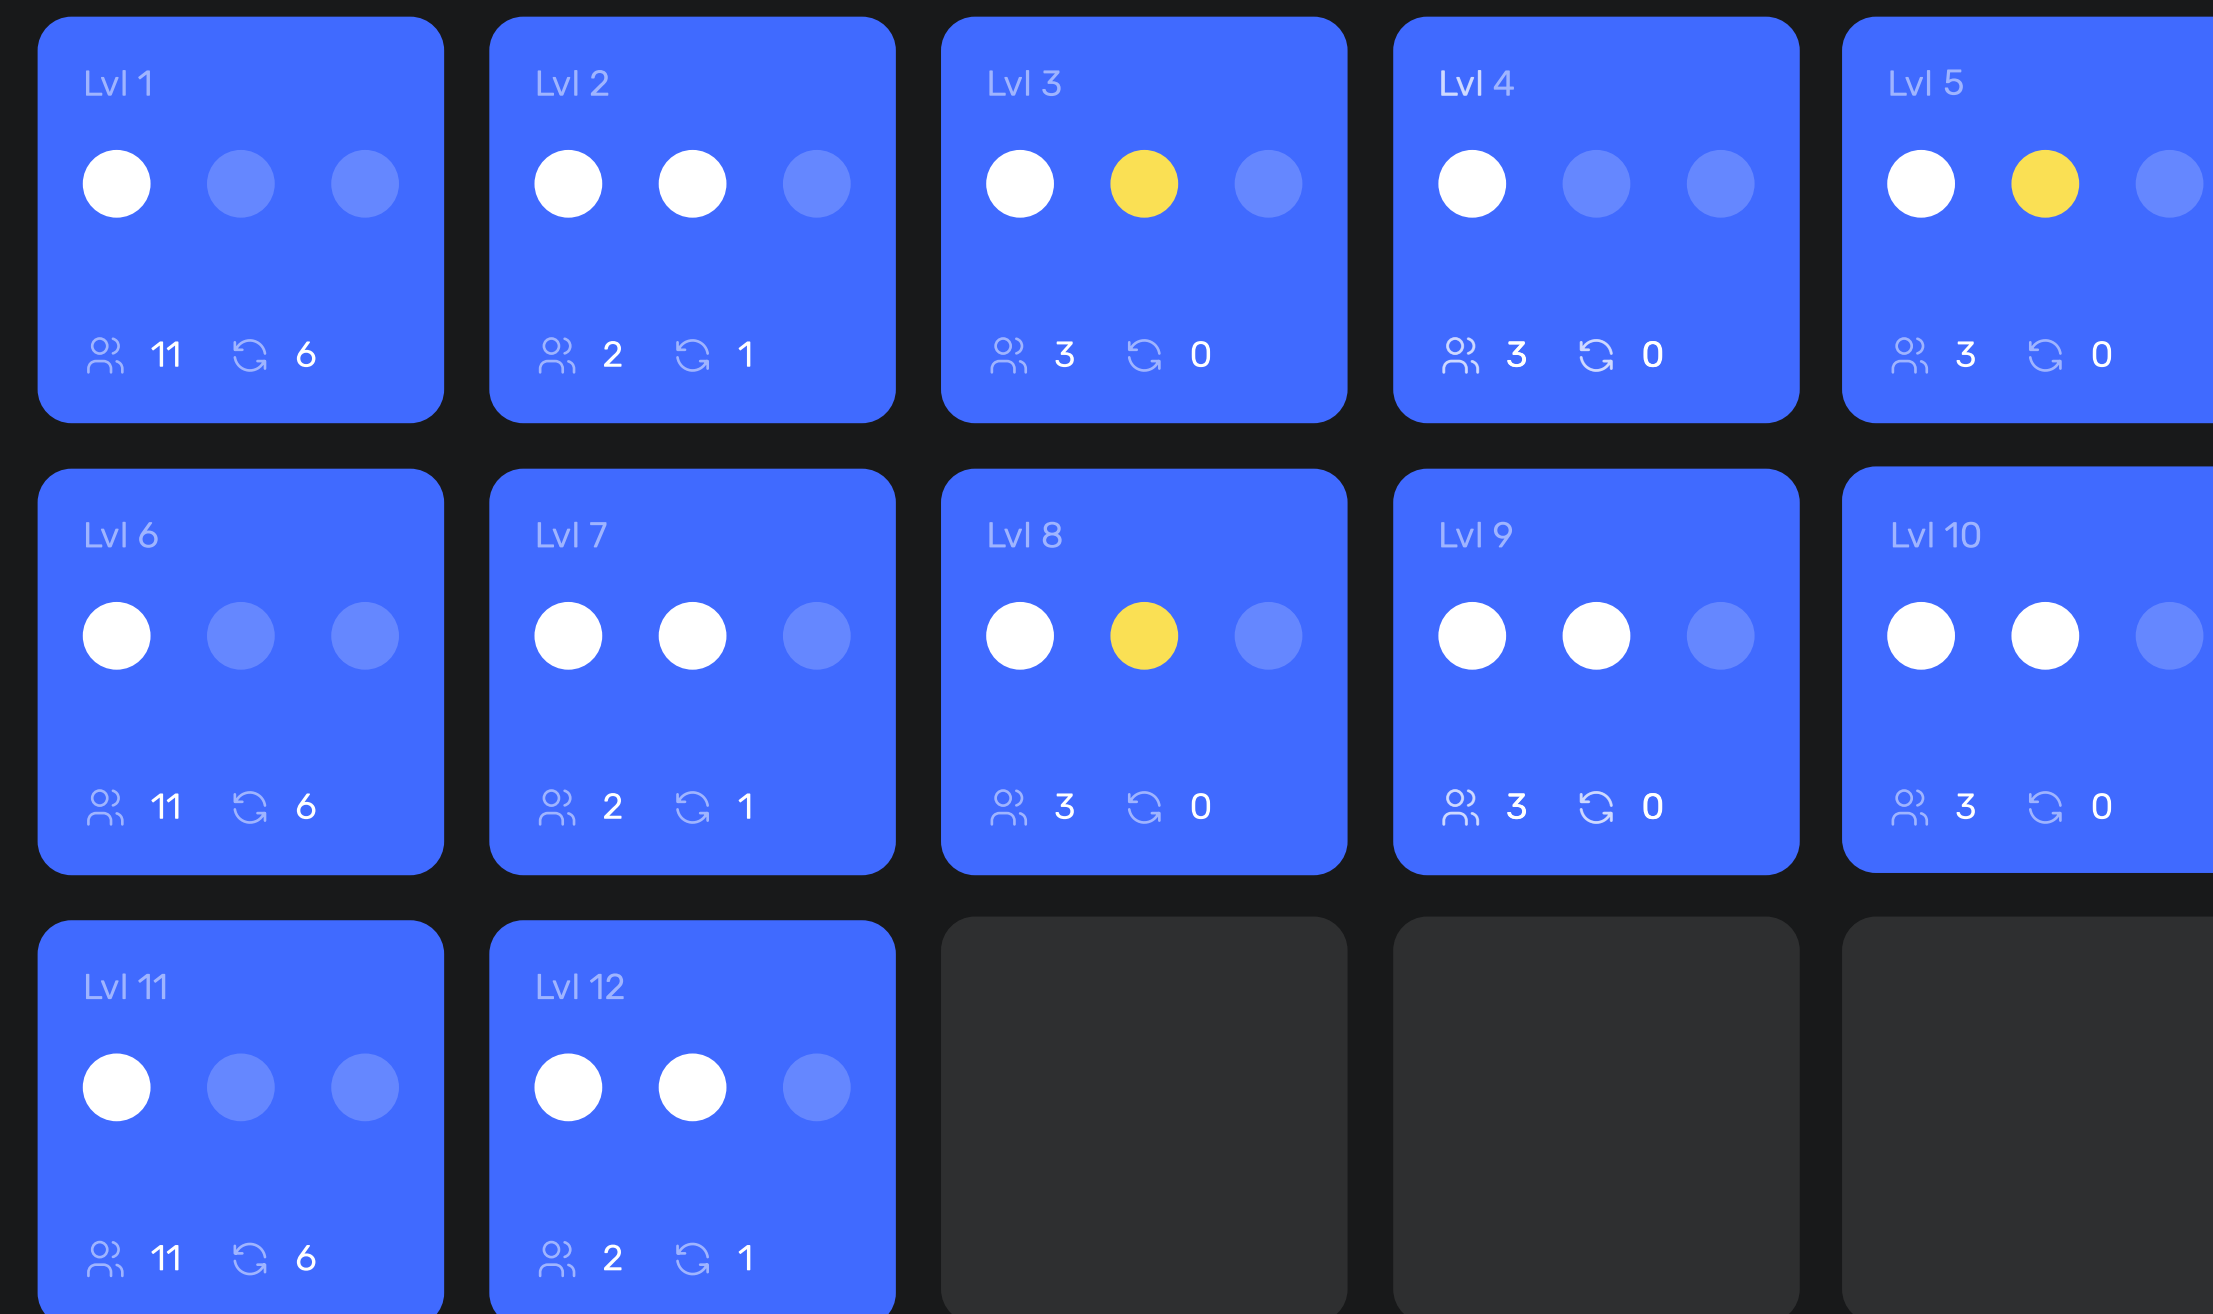 Lvl 1
11 6
Lvl 2
2 1
Lvl 3
3 0
Lvl 4
3 0
Lvl 5
3 0
Lvl 6
11 6
Lvl 7
2 1
Lvl 8
3 0
Lvl 9
3 0
Lvl 10
3 0
Lvl 11
11 6
Lvl 12
2 1